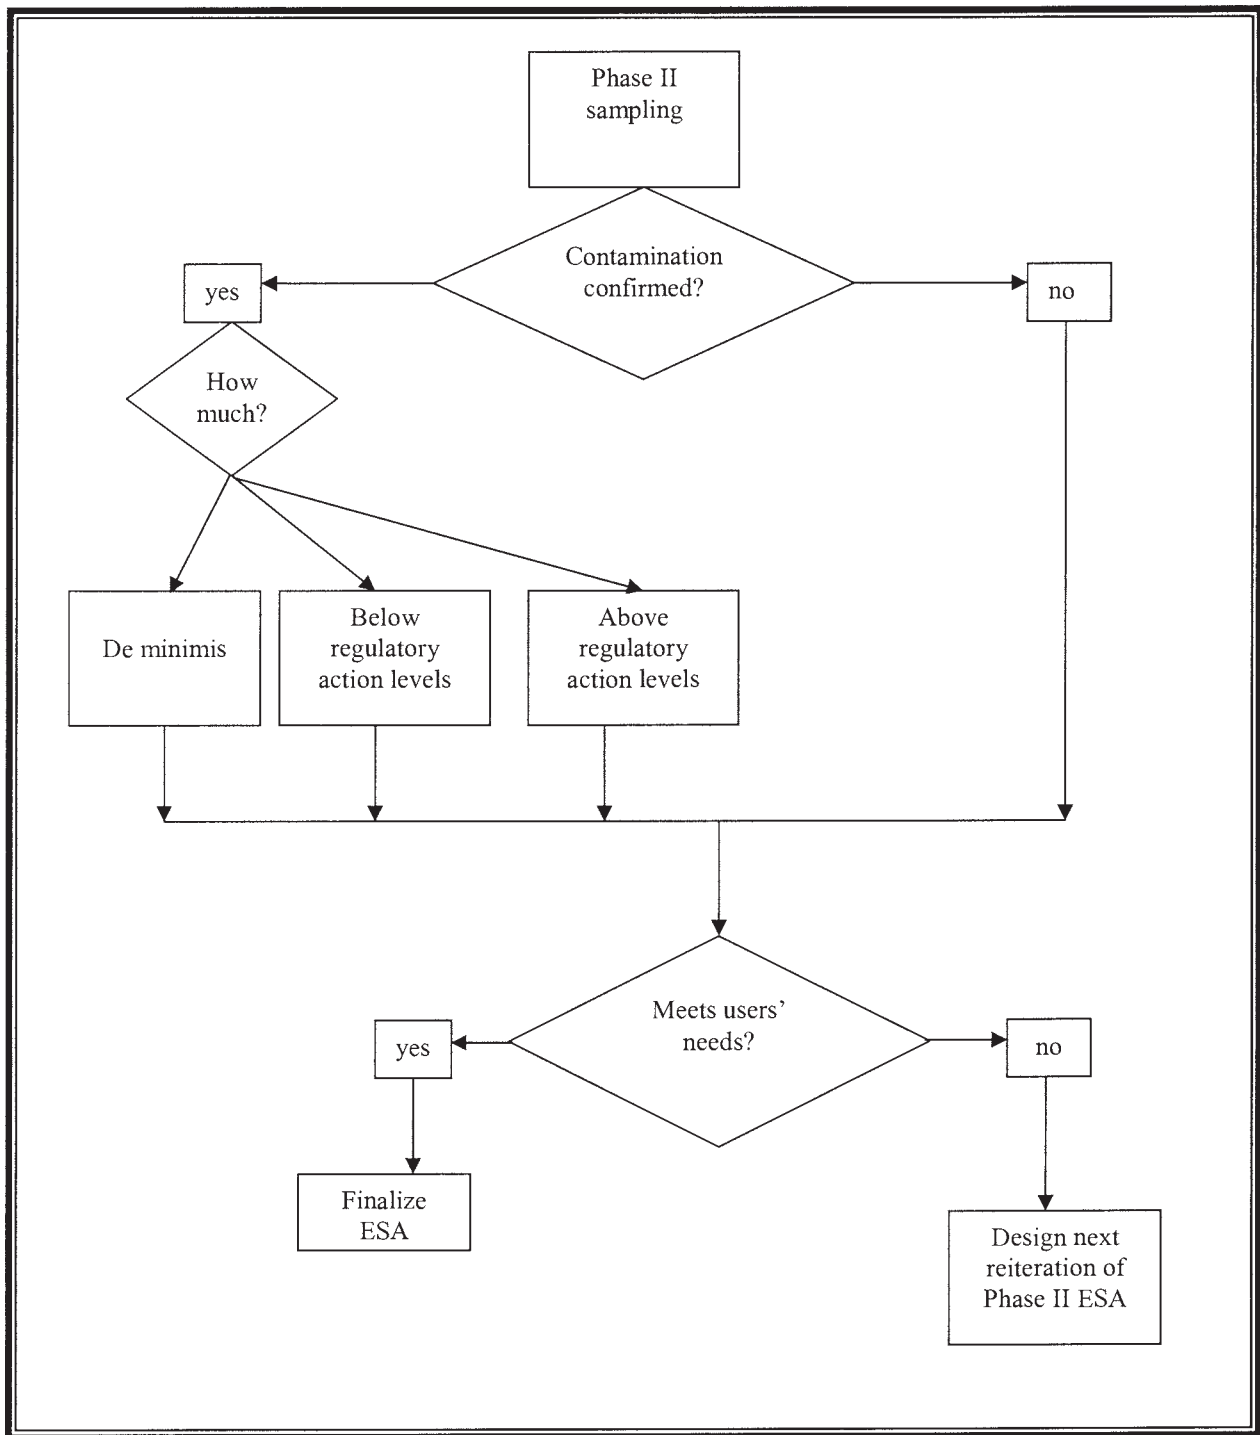 Phase II
sampling
Contamination
confirmed?
yes
no
How
much?
De minimis
Below
regulatory
action levels
Above
regulatory
action levels
Meets users’
needs?
yes
no
Finalize
ESA
Design next
reiteration of
Phase II ESA